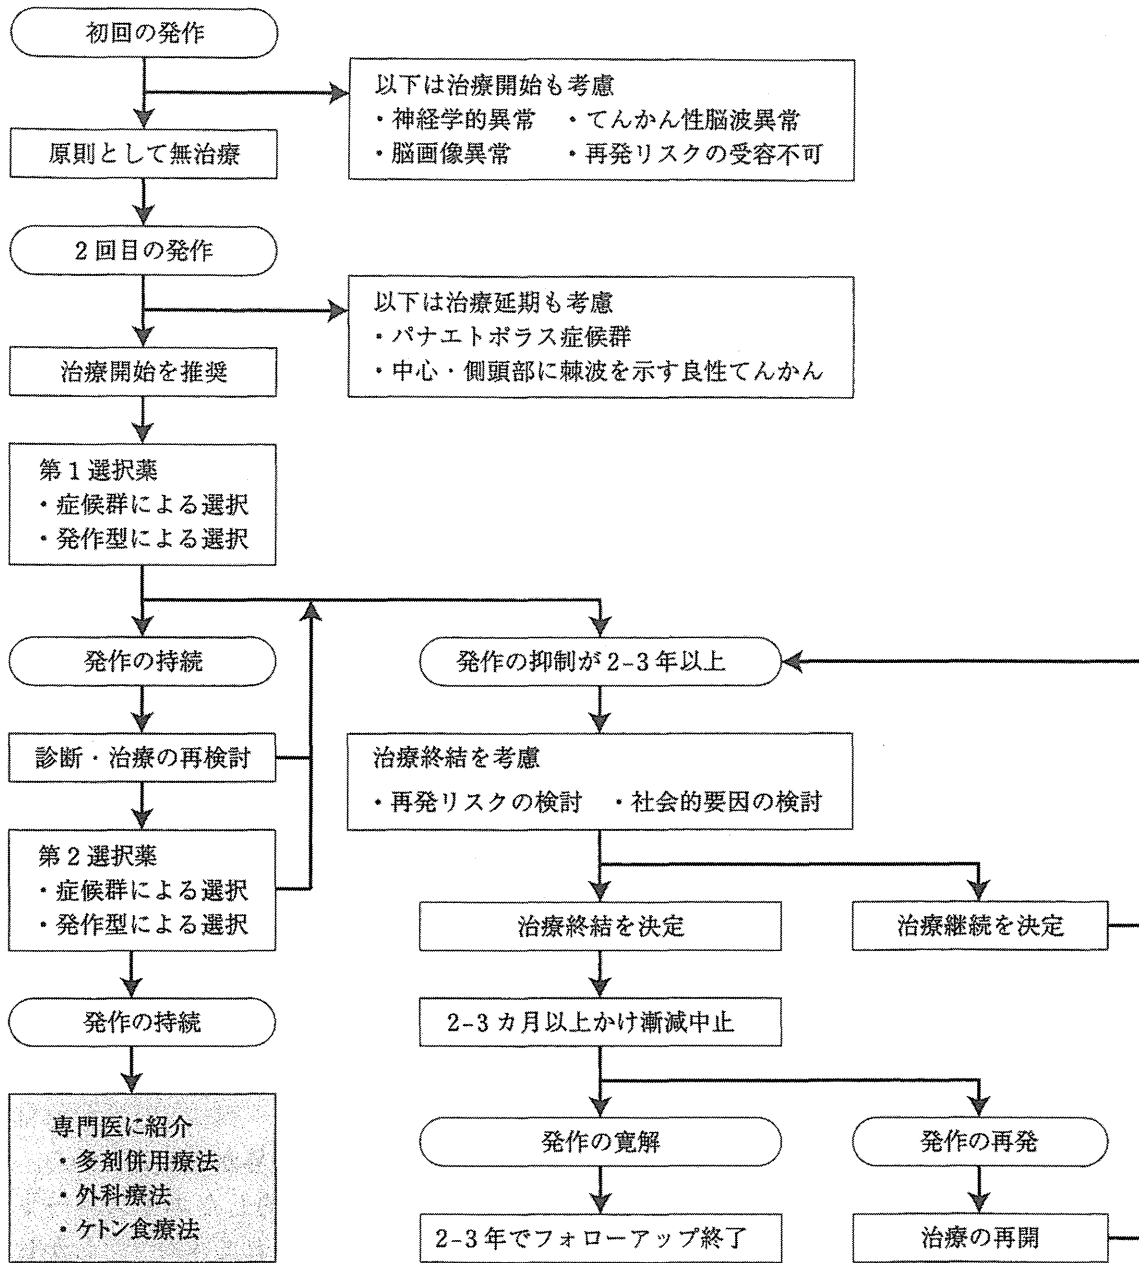 初回の発作
以下は治療開始も考慮
・神経学的異常 ・てんかん性脳波異常
・脳画像異常 ・再発リスクの受容不可
原則として無治療
2回目の発作
以下は治療延期も考慮
・パナエトポラス症候群
・中心・側頭部に棘波を示す良性てんかん
治療開始を推奨
第1選択薬
・症候群による選択
・発作型による選択
発作の持続
発作の抑制が2-3年以上
診断・治療の再検討
治療終結を考慮
・再発リスクの検討 ・社会的要因の検討
第2選択薬
・症候群による選択
・発作型による選択
治療終結を決定
治療継続を決定
発作の持続
2-3カ月以上かけ漸減中止
専門医に紹介
・多剤併用療法
・外科療法
・ケトン食療法
発作の寛解
発作の再発
2-3年でフォローアップ終了
治療の再開